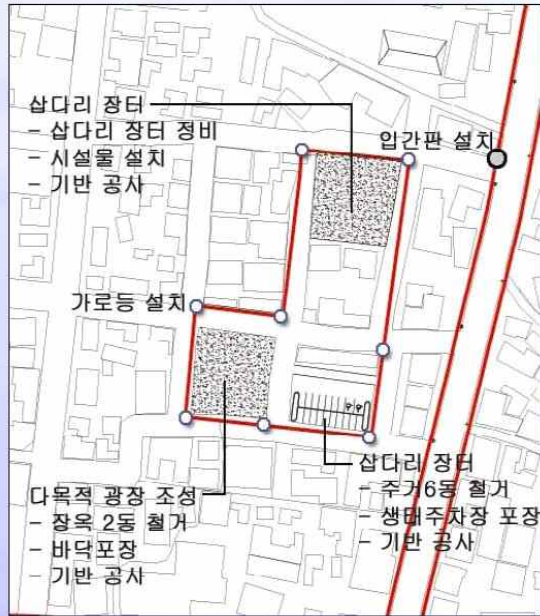 삽다리 장터
- 삽다리 장터 정비
- 시설물 설치
- 기반 공사
입간판 설치
가로등 설치
다목적 광장 조성
- 장옥 2동 철거
- 바닥포장
- 기반 공사
삽다리 장터
- 주거6동 철거
- 생태주차장 포장
- 기반 공사